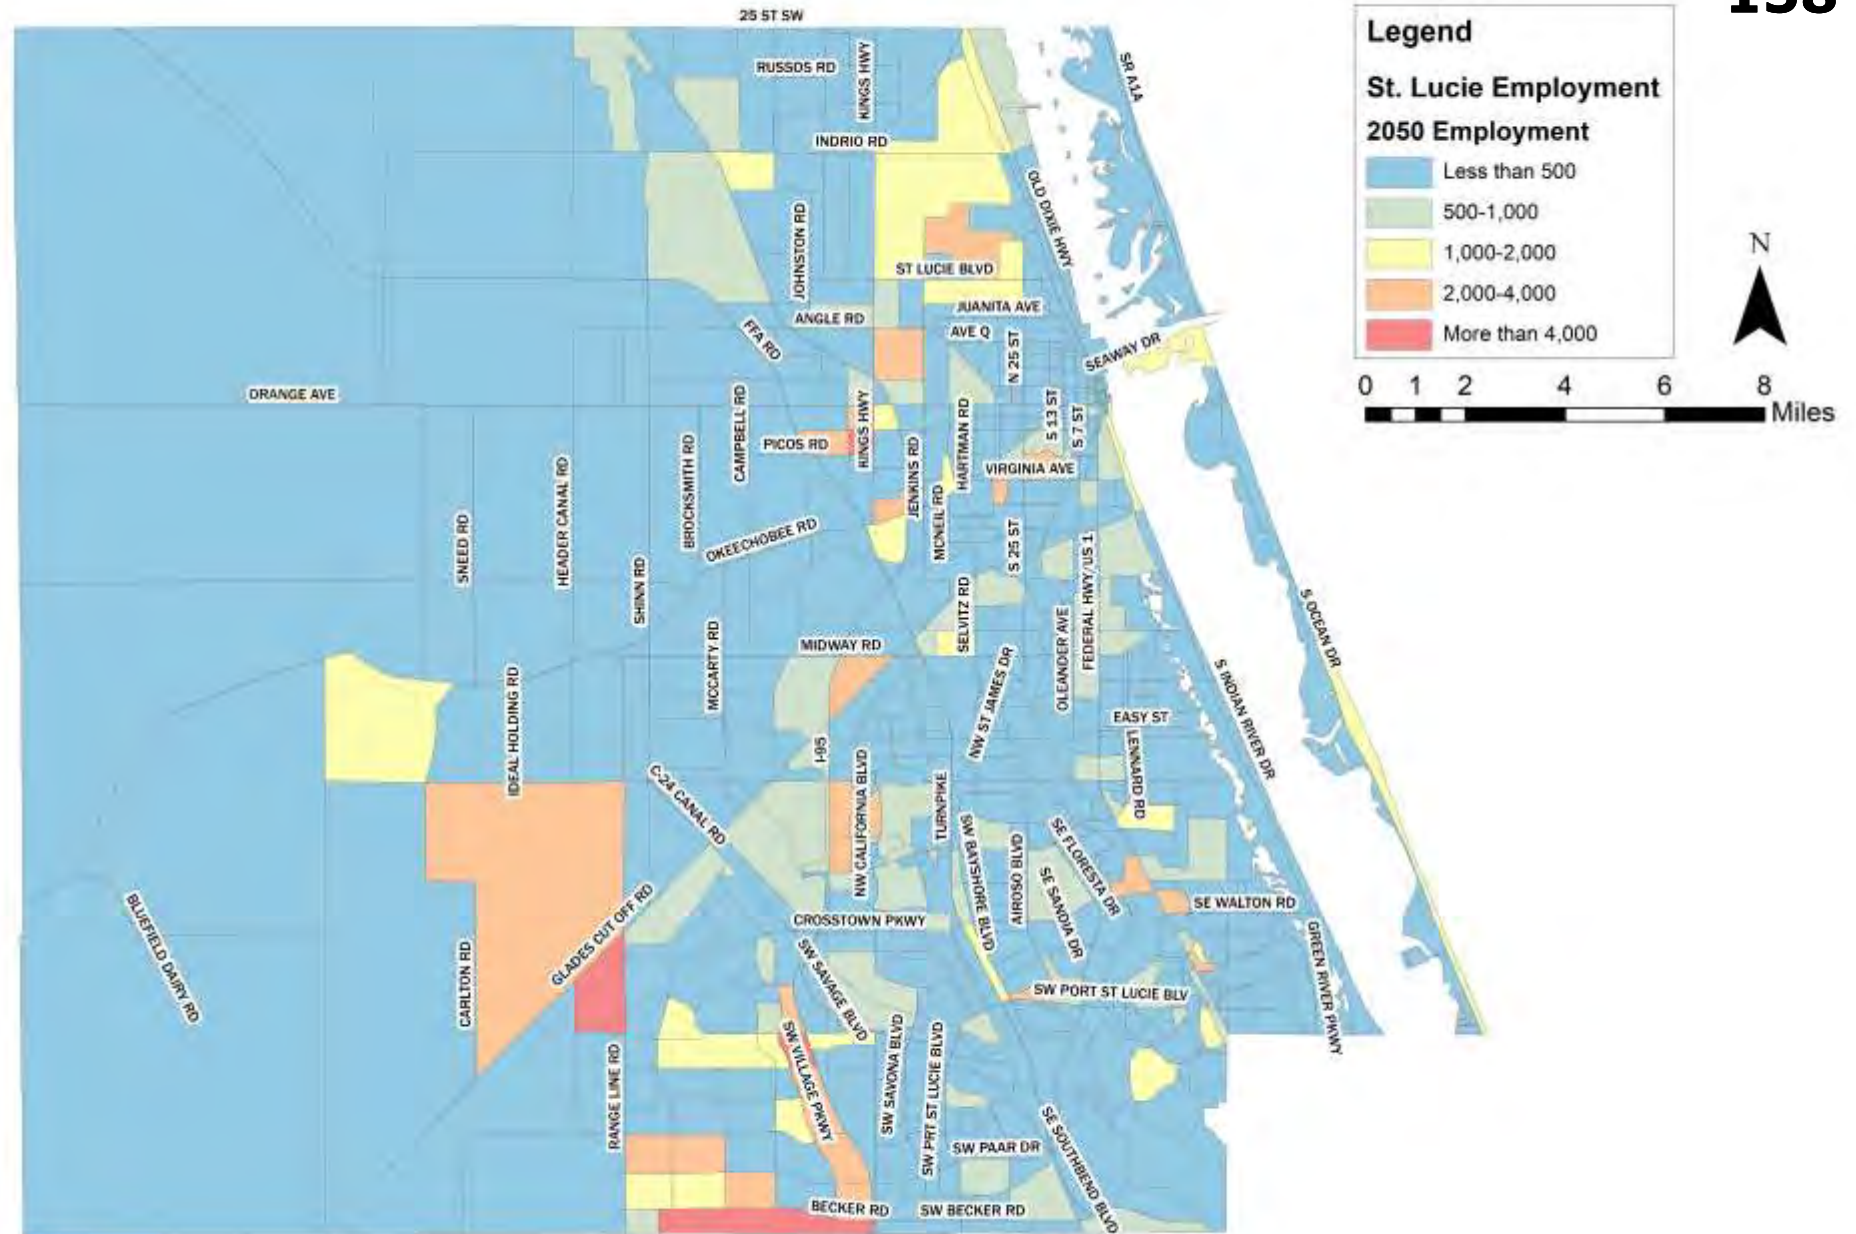 138
25 ST SW
Legend
St. Lucie Employment
2050 Employment
Less than 500
500-1,000
1,000-2,000
2,000-4,000
More than 4,000
N
0 1 2 4 6 8
Miles
RUSSOS RD
KINGS HWY
SR A1A
INDRIO RD
OLD DIXIE HWY
JOHNSTON RD
ST LUCIE BLVD
JUANITA AVE
ANGLE RD
FFA RD
AVE Q
N 25 ST
SEAWAY DR
ORANGE AVE
CAMPBELL RD
PICOS RD
KINGS HWY
HARTMAN RD
S 13 ST
S 7 ST
BROCKSMITH RD
JENKINS RD
VIRGINIA AVE
SNEED RD
HEADER CANAL RD
SHINN RD
OKEECHOBEE RD
MCNEIL RD
S 25 ST
FEDERAL HWY/US 1
SELVITZ RD
OLEANDER AVE
MIDWAY RD
MCCARTY RD
NW ST JAMES DR
S OCEAN DR
S INDIAN RIVER DR
IDEAL HOLDING RD
EASY ST
I-95
LENNARD RD
C-24 CANAL RD
NW CALIFORNIA BLVD
TURNPIKE
SW BAYSHORE BLVD
AIROSO BLVD
SE FLORESTA DR
SE SANDIA DR
SE WALTON RD
BLUEFIELD DAIRY RD
CARLTON RD
GLADES CUT OFF RD
CROSSTOWN PKWY
SW SAVAGE BLVD
GREEN RIVER PKWY
SW PORT ST LUCIE BLV
RANGE LINE RD
SW VILLAGE PKWY
SW SAVONA BLVD
SW PRT ST LUCIE BLVD
SE SOUTHBEND BLVD
SW PAAR DR
BECKER RD
SW BECKER RD